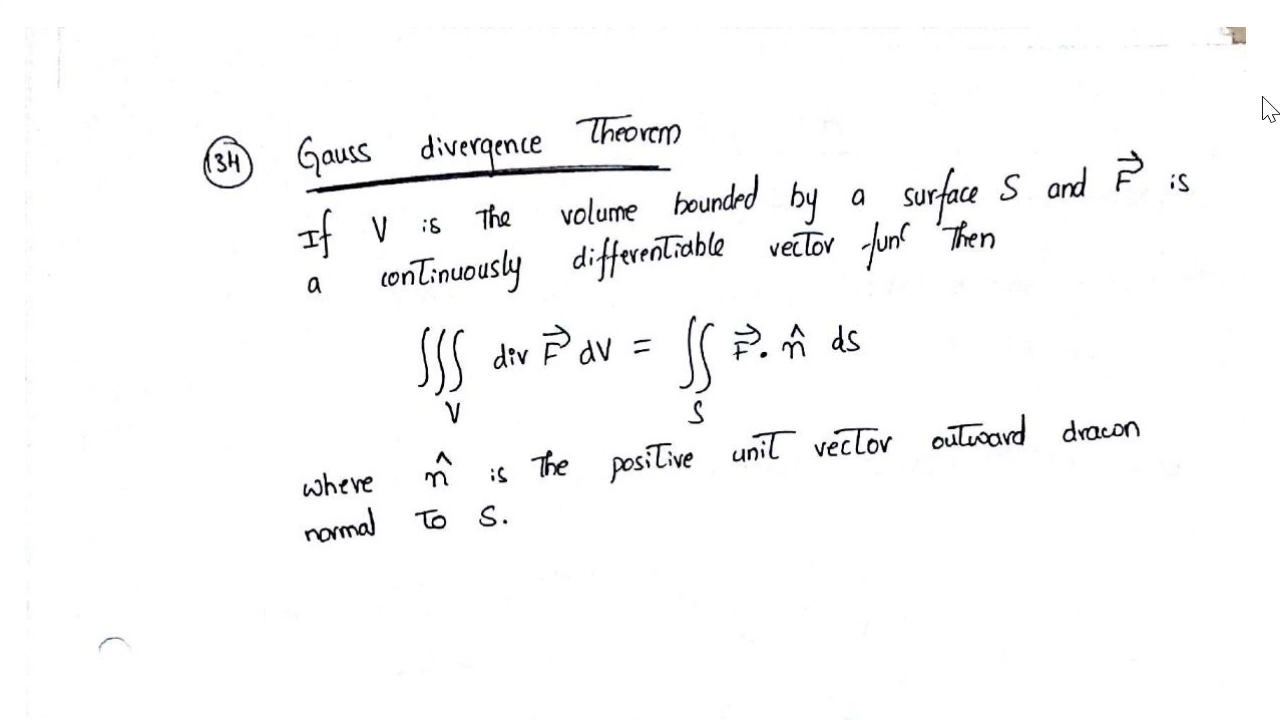 134 Gauss divergence Theorem
If V is The volume bounded by a surface S and F⃗ is
a continuously differentiable vector func Then
∭_V div F⃗ dV = ∬_S F⃗ . n̂ ds
where n̂ is The positive unit vector outward dracon
normal To S.